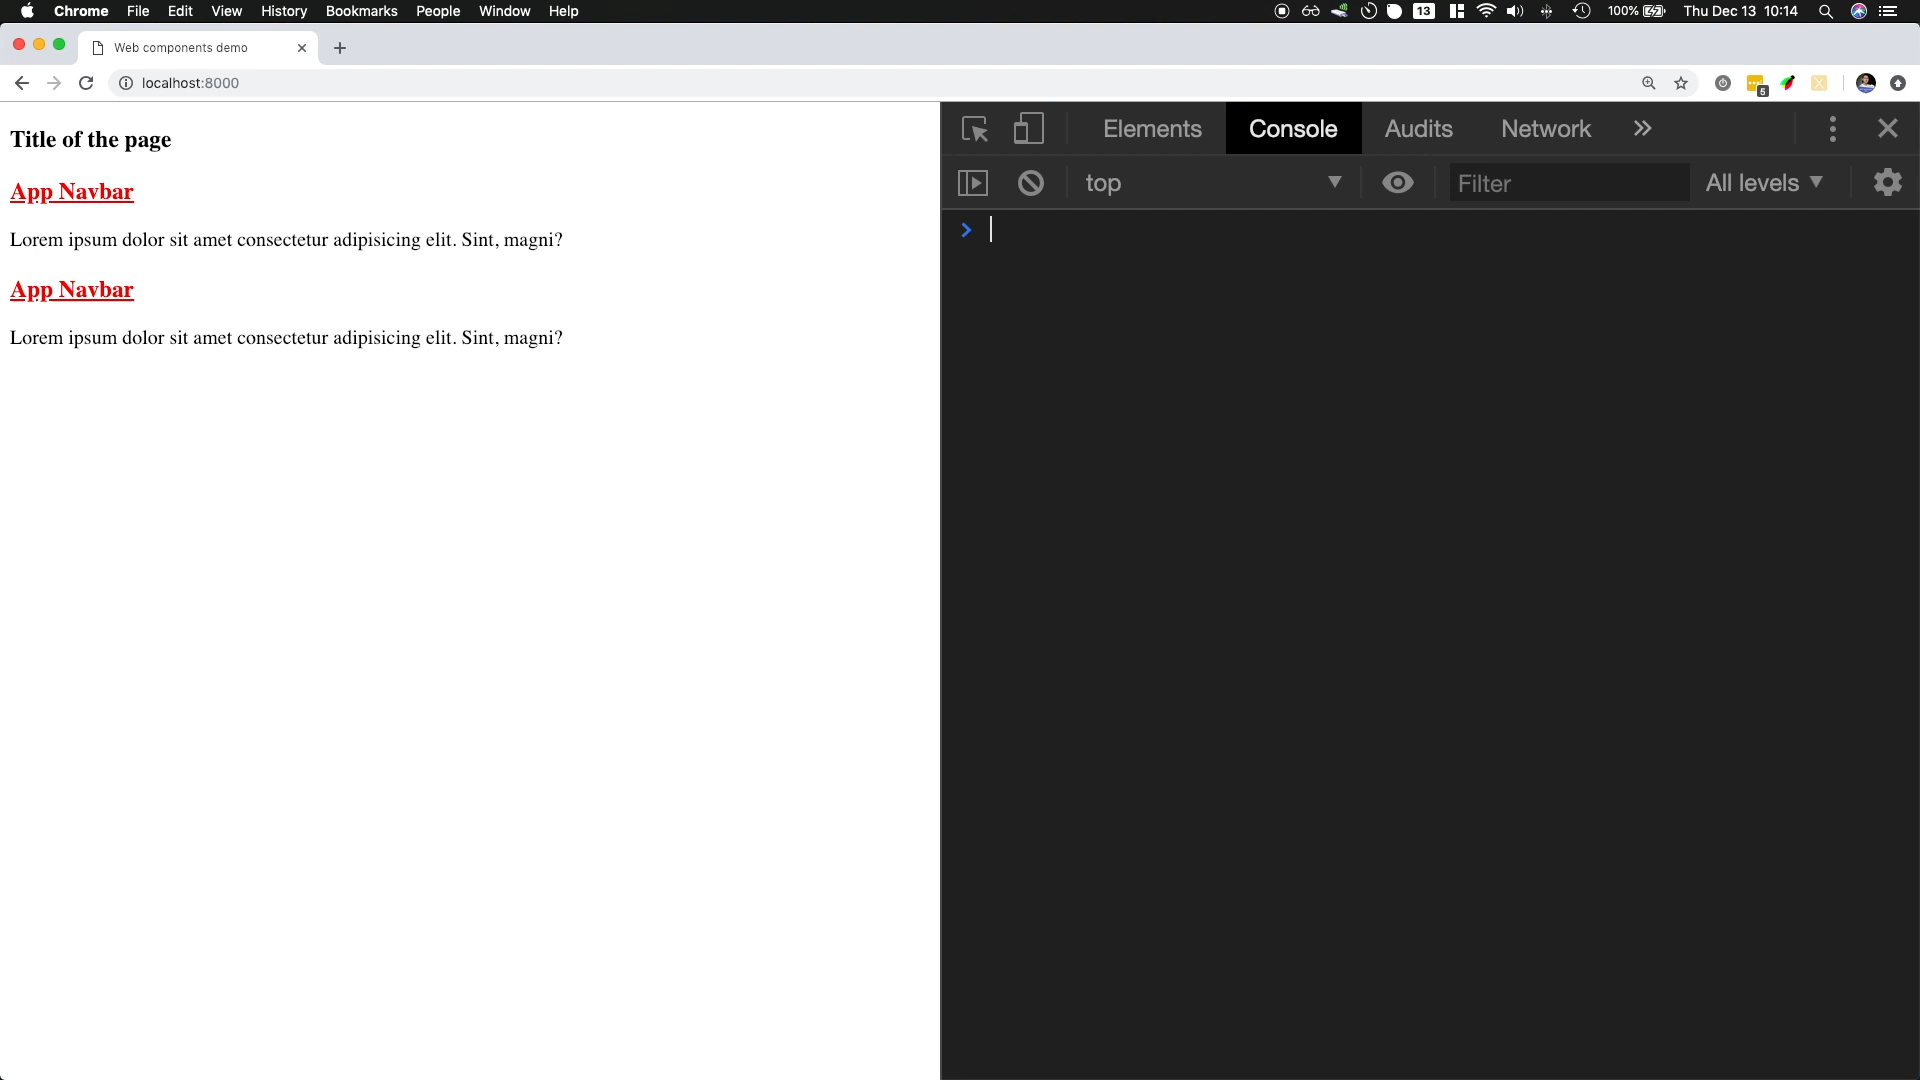 Chrome File Edit View History Bookmarks People Window Help 13 100% Thu Dec 13 10:14
Web components demo
localhost:8000
5
Title of the page
App Navbar
Lorem ipsum dolor sit amet consectetur adipisicing elit. Sint, magni?
App Navbar
Lorem ipsum dolor sit amet consectetur adipisicing elit. Sint, magni?
Elements Console Audits Network
top Filter All levels